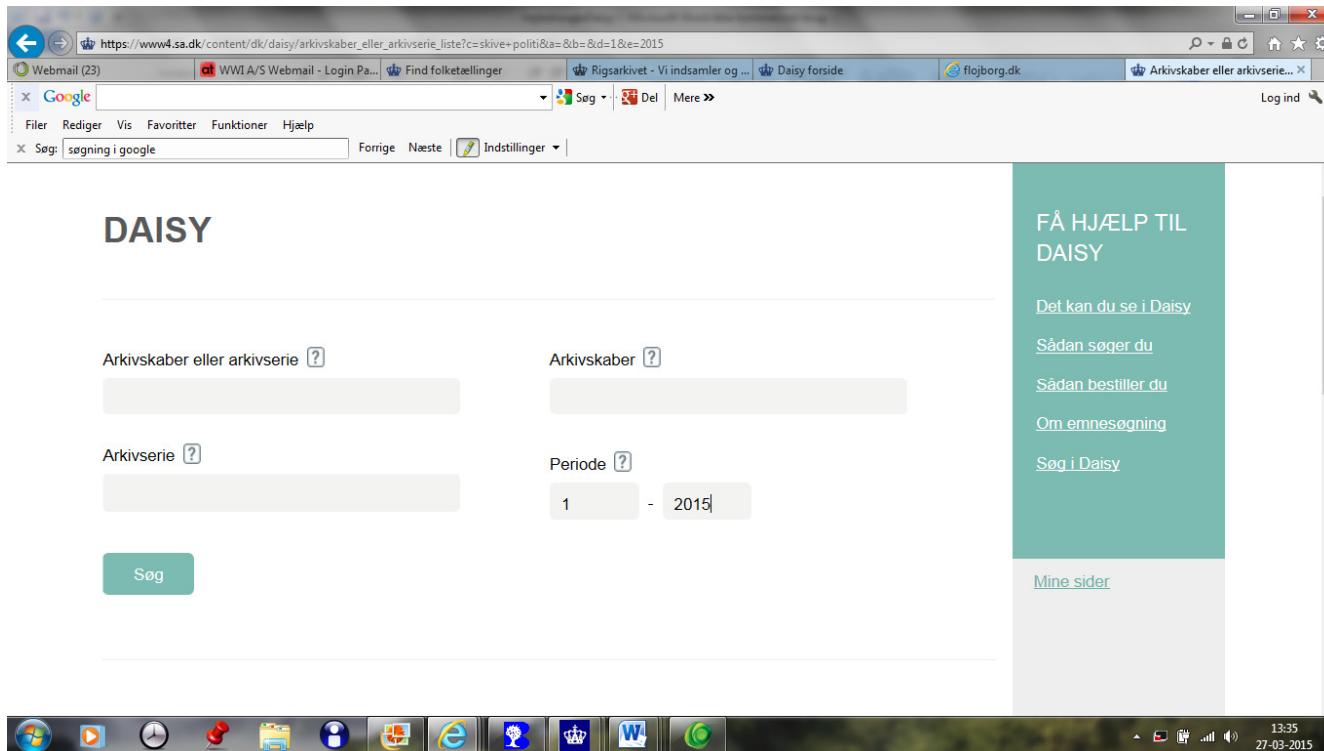 https://www4.sa.dk/content/dk/daisy/arkivskaber_eller_arkivserie_liste?c=skive+politi&a=&b=&d=1&e=2015
Webmail (23)
at WWI A/S Webmail - Login Pa...
Find folketællinger
Rigsarkivet - Vi indsamler og ...
Daisy forside
flojborg.dk
Arkivskaber eller arkivserie...
x Google
Søg
Del
Mere »
Log ind
Filer Rediger Vis Favoritter Funktioner Hjælp
x Søg: søgning i google
Forrige Næste
Indstillinger
DAISY
Arkivskaber eller arkivserie ?
Arkivskaber ?
Arkivserie ?
Periode ?
1 - 2015
Søg
FÅ HJÆLP TIL
DAISY
Det kan du se i Daisy
Sådan søger du
Sådan bestiller du
Om emnesøgning
Søg i Daisy
Mine sider
13:35
27-03-2015